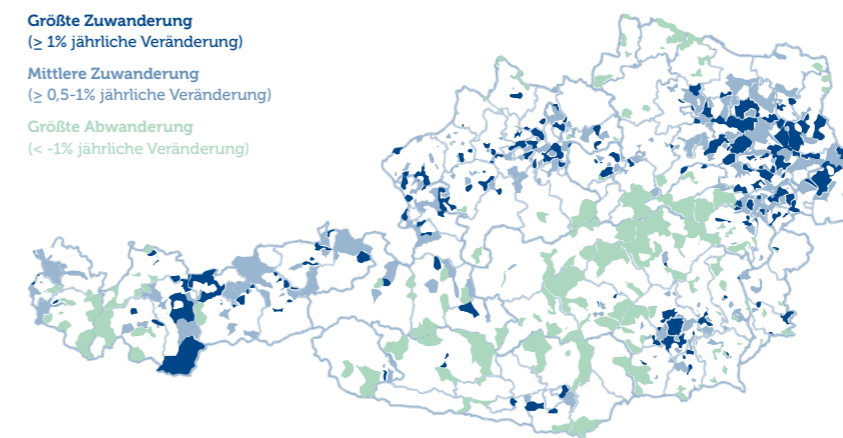 Größte Zuwanderung
(≥ 1% jährliche Veränderung)
Mittlere Zuwanderung
(≥ 0,5-1% jährliche Veränderung)
Größte Abwanderung
(< -1% jährliche Veränderung)